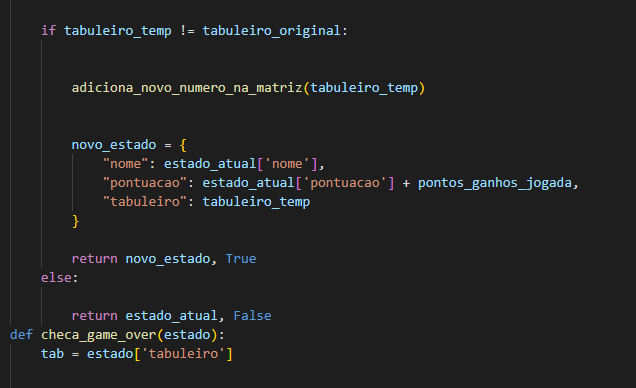 if tabuleiro_temp != tabuleiro_original:
adiciona_novo_numero_na_matriz(tabuleiro_temp)
novo_estado = {
"nome": estado_atual['nome'],
"pontuacao": estado_atual['pontuacao'] + pontos_ganhos_jogada,
"tabuleiro": tabuleiro_temp
}
return novo_estado, True
else:
return estado_atual, False
def checa_game_over(estado):
tab = estado['tabuleiro']